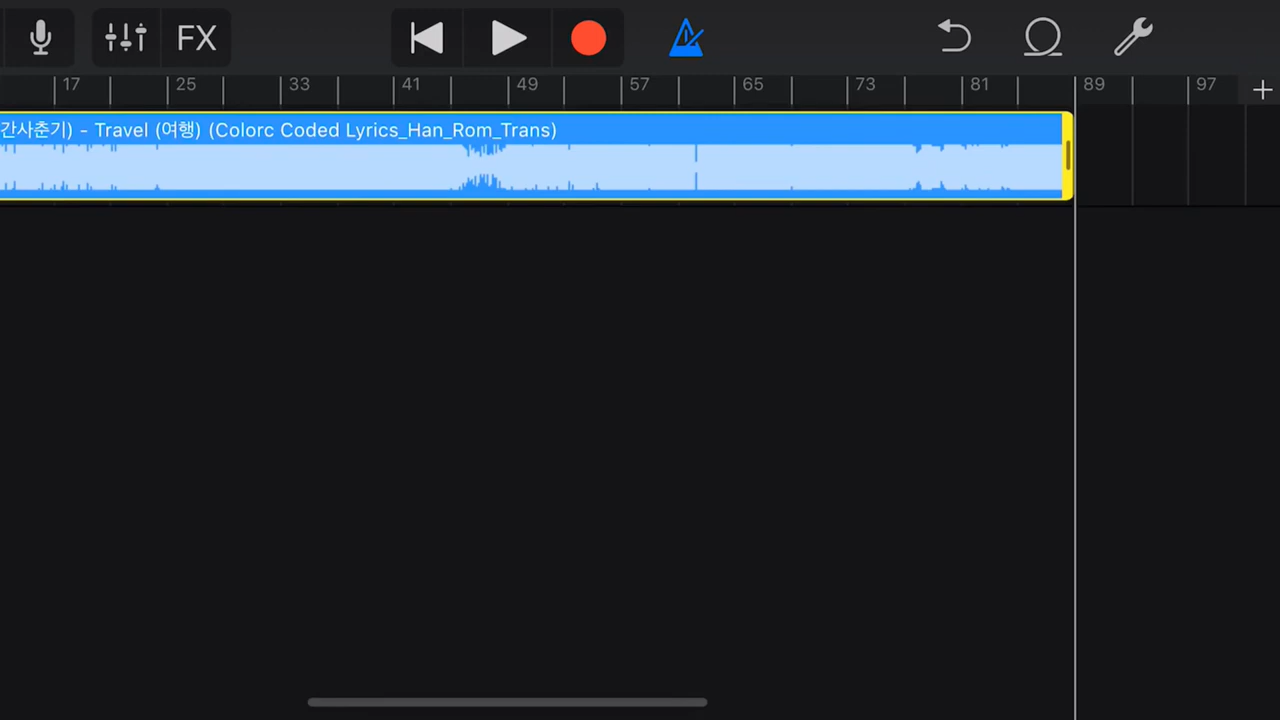 FX
17 25 33 41 49 57 65 73 81 89 97
간사춘기) - Travel (여행) (Colorc Coded Lyrics_Han_Rom_Trans)